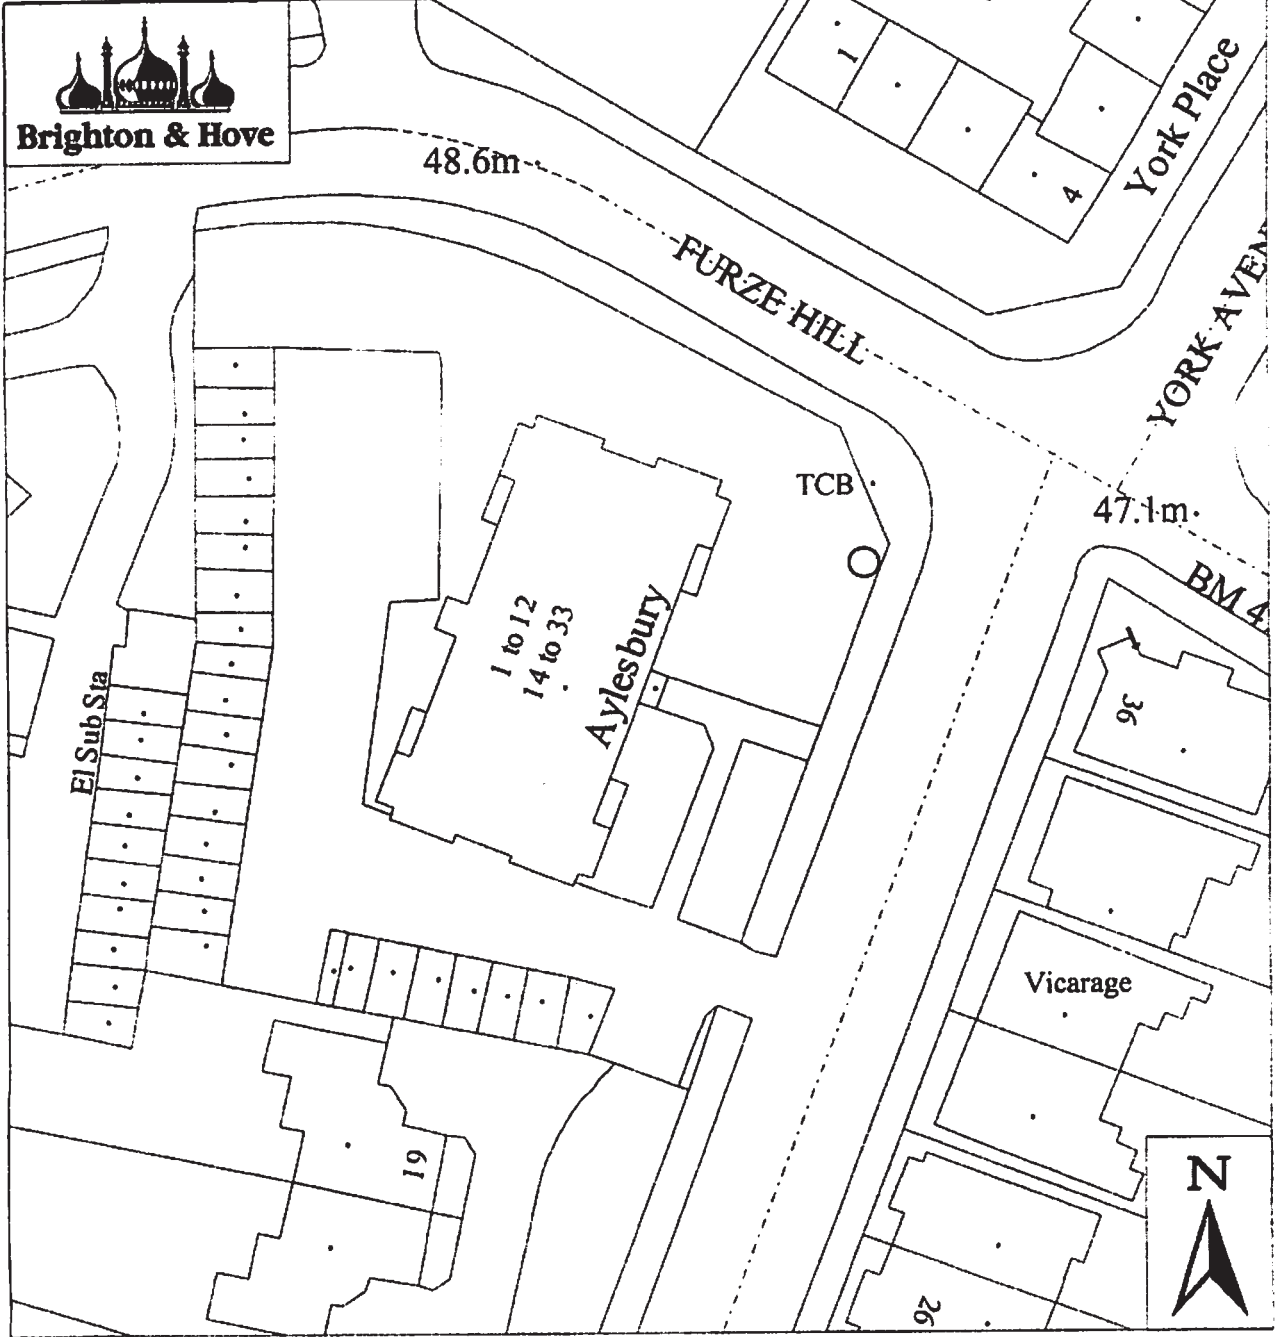 Brighton & Hove
48.6m
1
4
York Place
FURZE HILL
YORK AVEN
TCB
47.1m
BM 4
1 to 12
14 to 33
Aylesbury
El Sub Sta
36
Vicarage
19
26
N